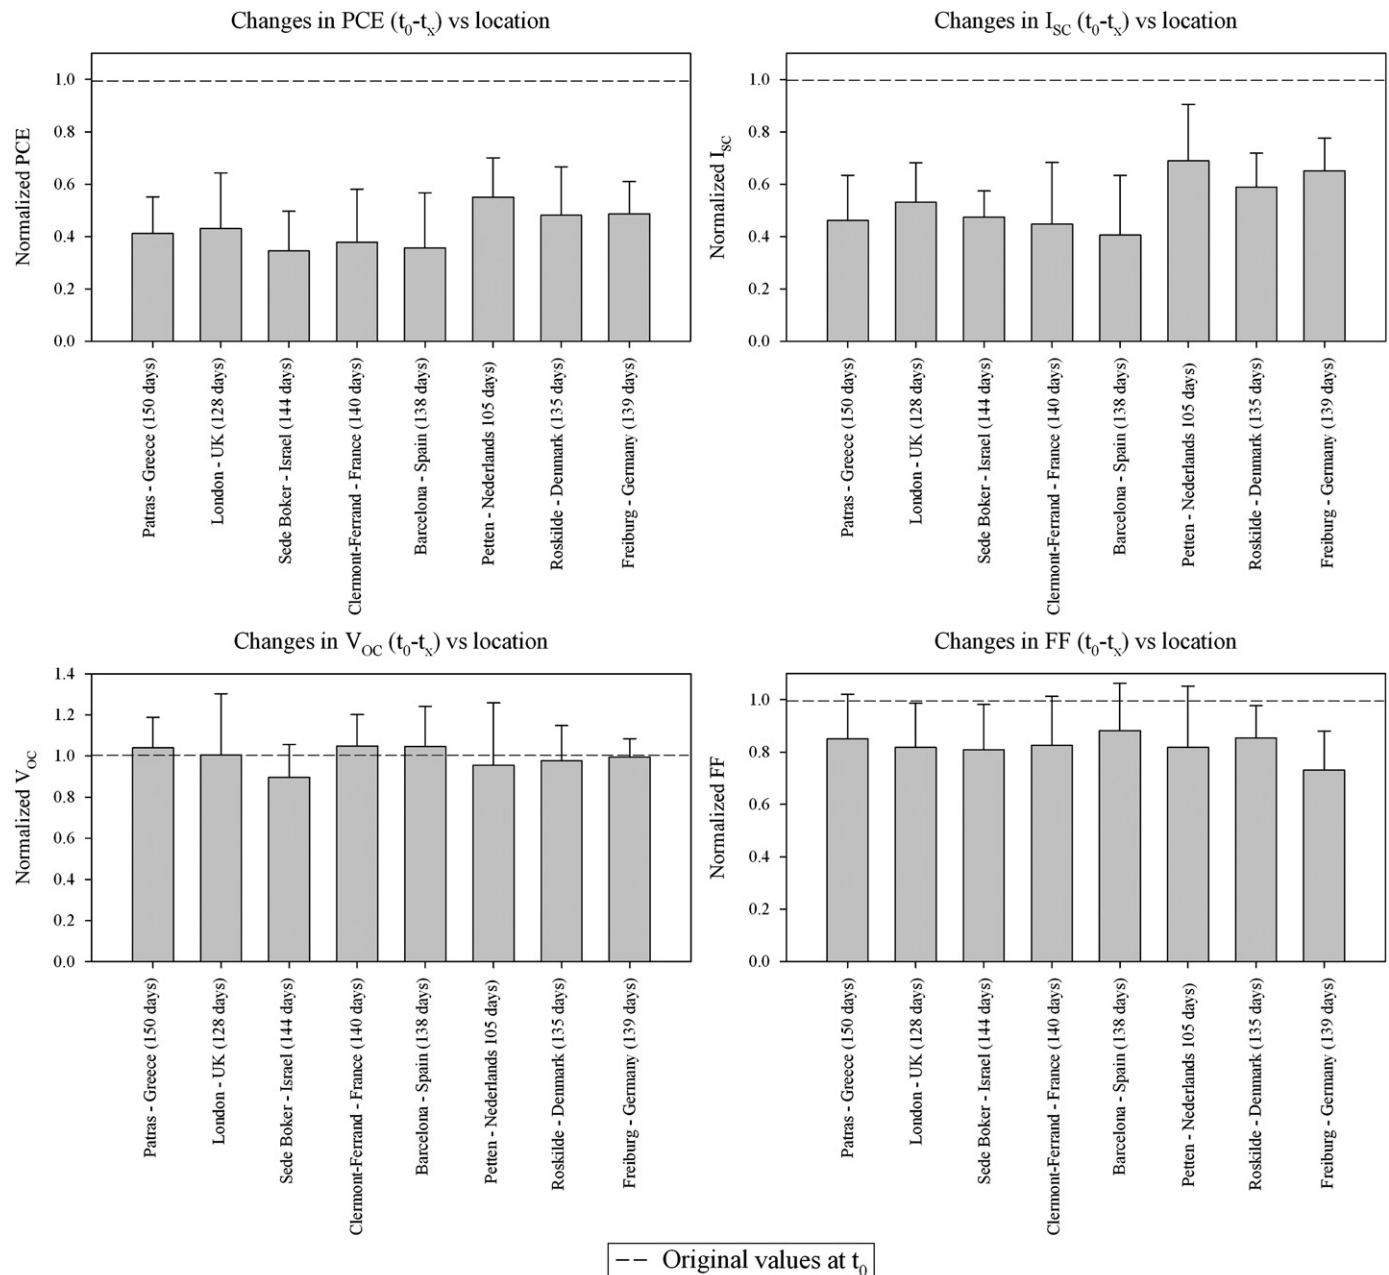 Changes in PCE (t₀-tₓ) vs location
Normalized PCE
1.0
0.8
0.6
0.4
0.2
0.0
Patras - Greece (150 days)
London - UK (128 days)
Sede Boker - Israel (144 days)
Clermont-Ferrand - France (140 days)
Barcelona - Spain (138 days)
Petten - Nederlands 105 days)
Roskilde - Denmark (135 days)
Freiburg - Germany (139 days)
Changes in I_SC (t₀-tₓ) vs location
Normalized I_SC
1.0
0.8
0.6
0.4
0.2
0.0
Patras - Greece (150 days)
London - UK (128 days)
Sede Boker - Israel (144 days)
Clermont-Ferrand - France (140 days)
Barcelona - Spain (138 days)
Petten - Nederlands 105 days)
Roskilde - Denmark (135 days)
Freiburg - Germany (139 days)
Changes in V_OC (t₀-tₓ) vs location
Normalized V_OC
1.4
1.2
1.0
0.8
0.6
0.4
0.2
0.0
Patras - Greece (150 days)
London - UK (128 days)
Sede Boker - Israel (144 days)
Clermont-Ferrand - France (140 days)
Barcelona - Spain (138 days)
Petten - Nederlands 105 days)
Roskilde - Denmark (135 days)
Freiburg - Germany (139 days)
Changes in FF (t₀-tₓ) vs location
Normalized FF
1.0
0.8
0.6
0.4
0.2
0.0
Patras - Greece (150 days)
London - UK (128 days)
Sede Boker - Israel (144 days)
Clermont-Ferrand - France (140 days)
Barcelona - Spain (138 days)
Petten - Nederlands 105 days)
Roskilde - Denmark (135 days)
Freiburg - Germany (139 days)
Original values at t₀